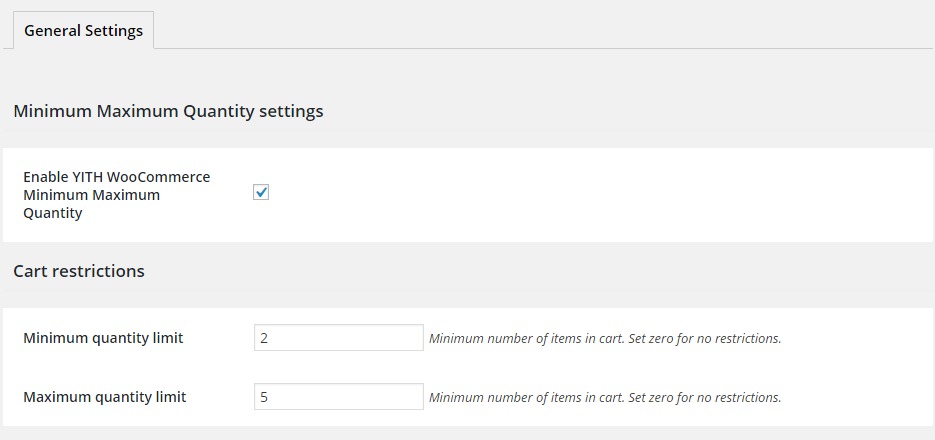 General Settings
Minimum Maximum Quantity settings
Enable YITH WooCommerce
Minimum Maximum
Quantity
Cart restrictions
Minimum quantity limit 2 Minimum number of items in cart. Set zero for no restrictions.
Maximum quantity limit 5 Minimum number of items in cart. Set zero for no restrictions.